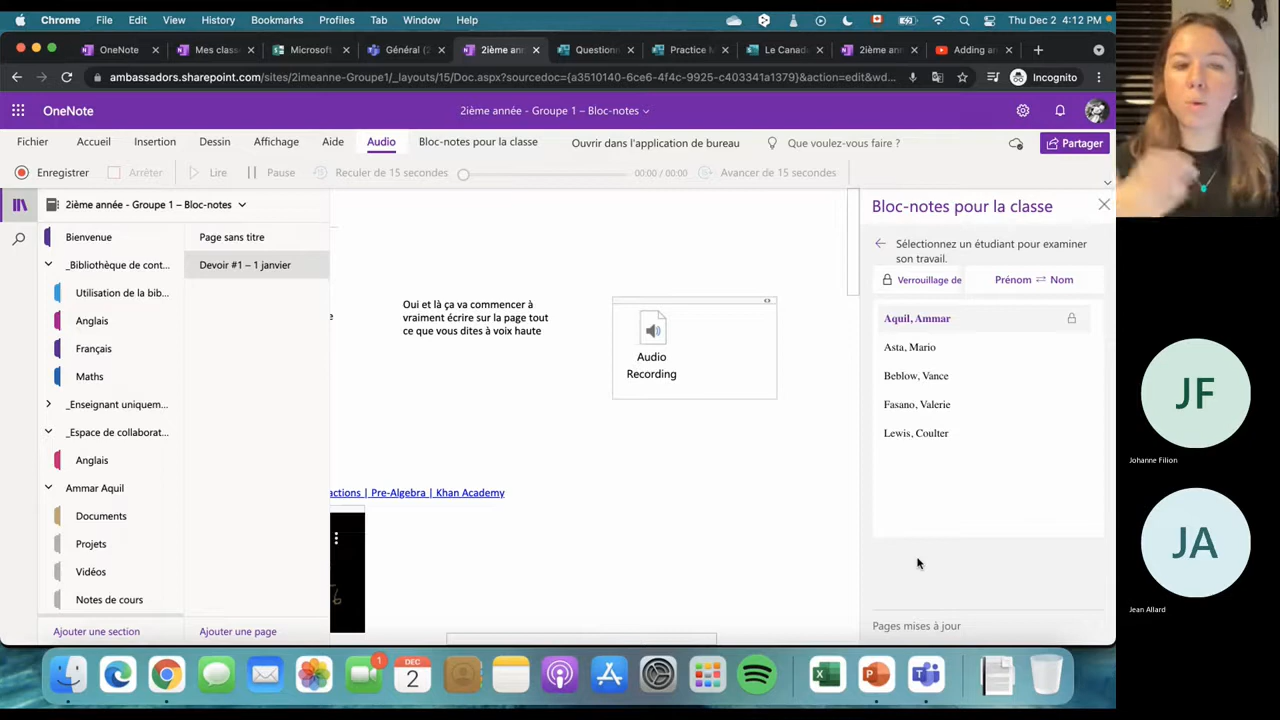 Chrome File Edit View History Bookmarks Profiles Tab Window Help Thu Dec 2 4:12 PM
OneNote Mes class Microsoft Général (2 2ième ann Questionn Practice M Le Canada 2ième ann Adding an
ambassadors.sharepoint.com/sites/2imeanne-Groupe1/_layouts/15/Doc.aspx?sourcedoc={a3510140-6ce6-4f4c-9925-c403341a1379}&action=edit&wd... Incognito
OneNote 2ième année - Groupe 1 – Bloc-notes
Fichier Accueil Insertion Dessin Affichage Aide Audio Bloc-notes pour la classe Ouvrir dans l'application de bureau Que voulez-vous faire ? Partager
Enregistrer Arrêter Lire Pause Reculer de 15 secondes 00:00 / 00:00 Avancer de 15 secondes
2ième année - Groupe 1 – Bloc-notes
Bienvenue
_Bibliothèque de cont...
Utilisation de la bib...
Anglais
Français
Maths
_Enseignant uniquem...
_Espace de collaborat...
Anglais
Ammar Aquil
Documents
Projets
Vidéos
Notes de cours
Ajouter une section
Page sans titre
Devoir #1 – 1 janvier
Ajouter une page
e
Oui et là ça va commencer à
vraiment écrire sur la page tout
ce que vous dites à voix haute
Audio
Recording
actions | Pre-Algebra | Khan Academy
Bloc-notes pour la classe
Sélectionnez un étudiant pour examiner
son travail.
Verrouillage de Prénom ⇄ Nom
Aquil, Ammar
Asta, Mario
Beblow, Vance
Fasano, Valerie
Lewis, Coulter
Pages mises à jour
JF
Johanne Filion
JA
Jean Allard
1
DEC
2